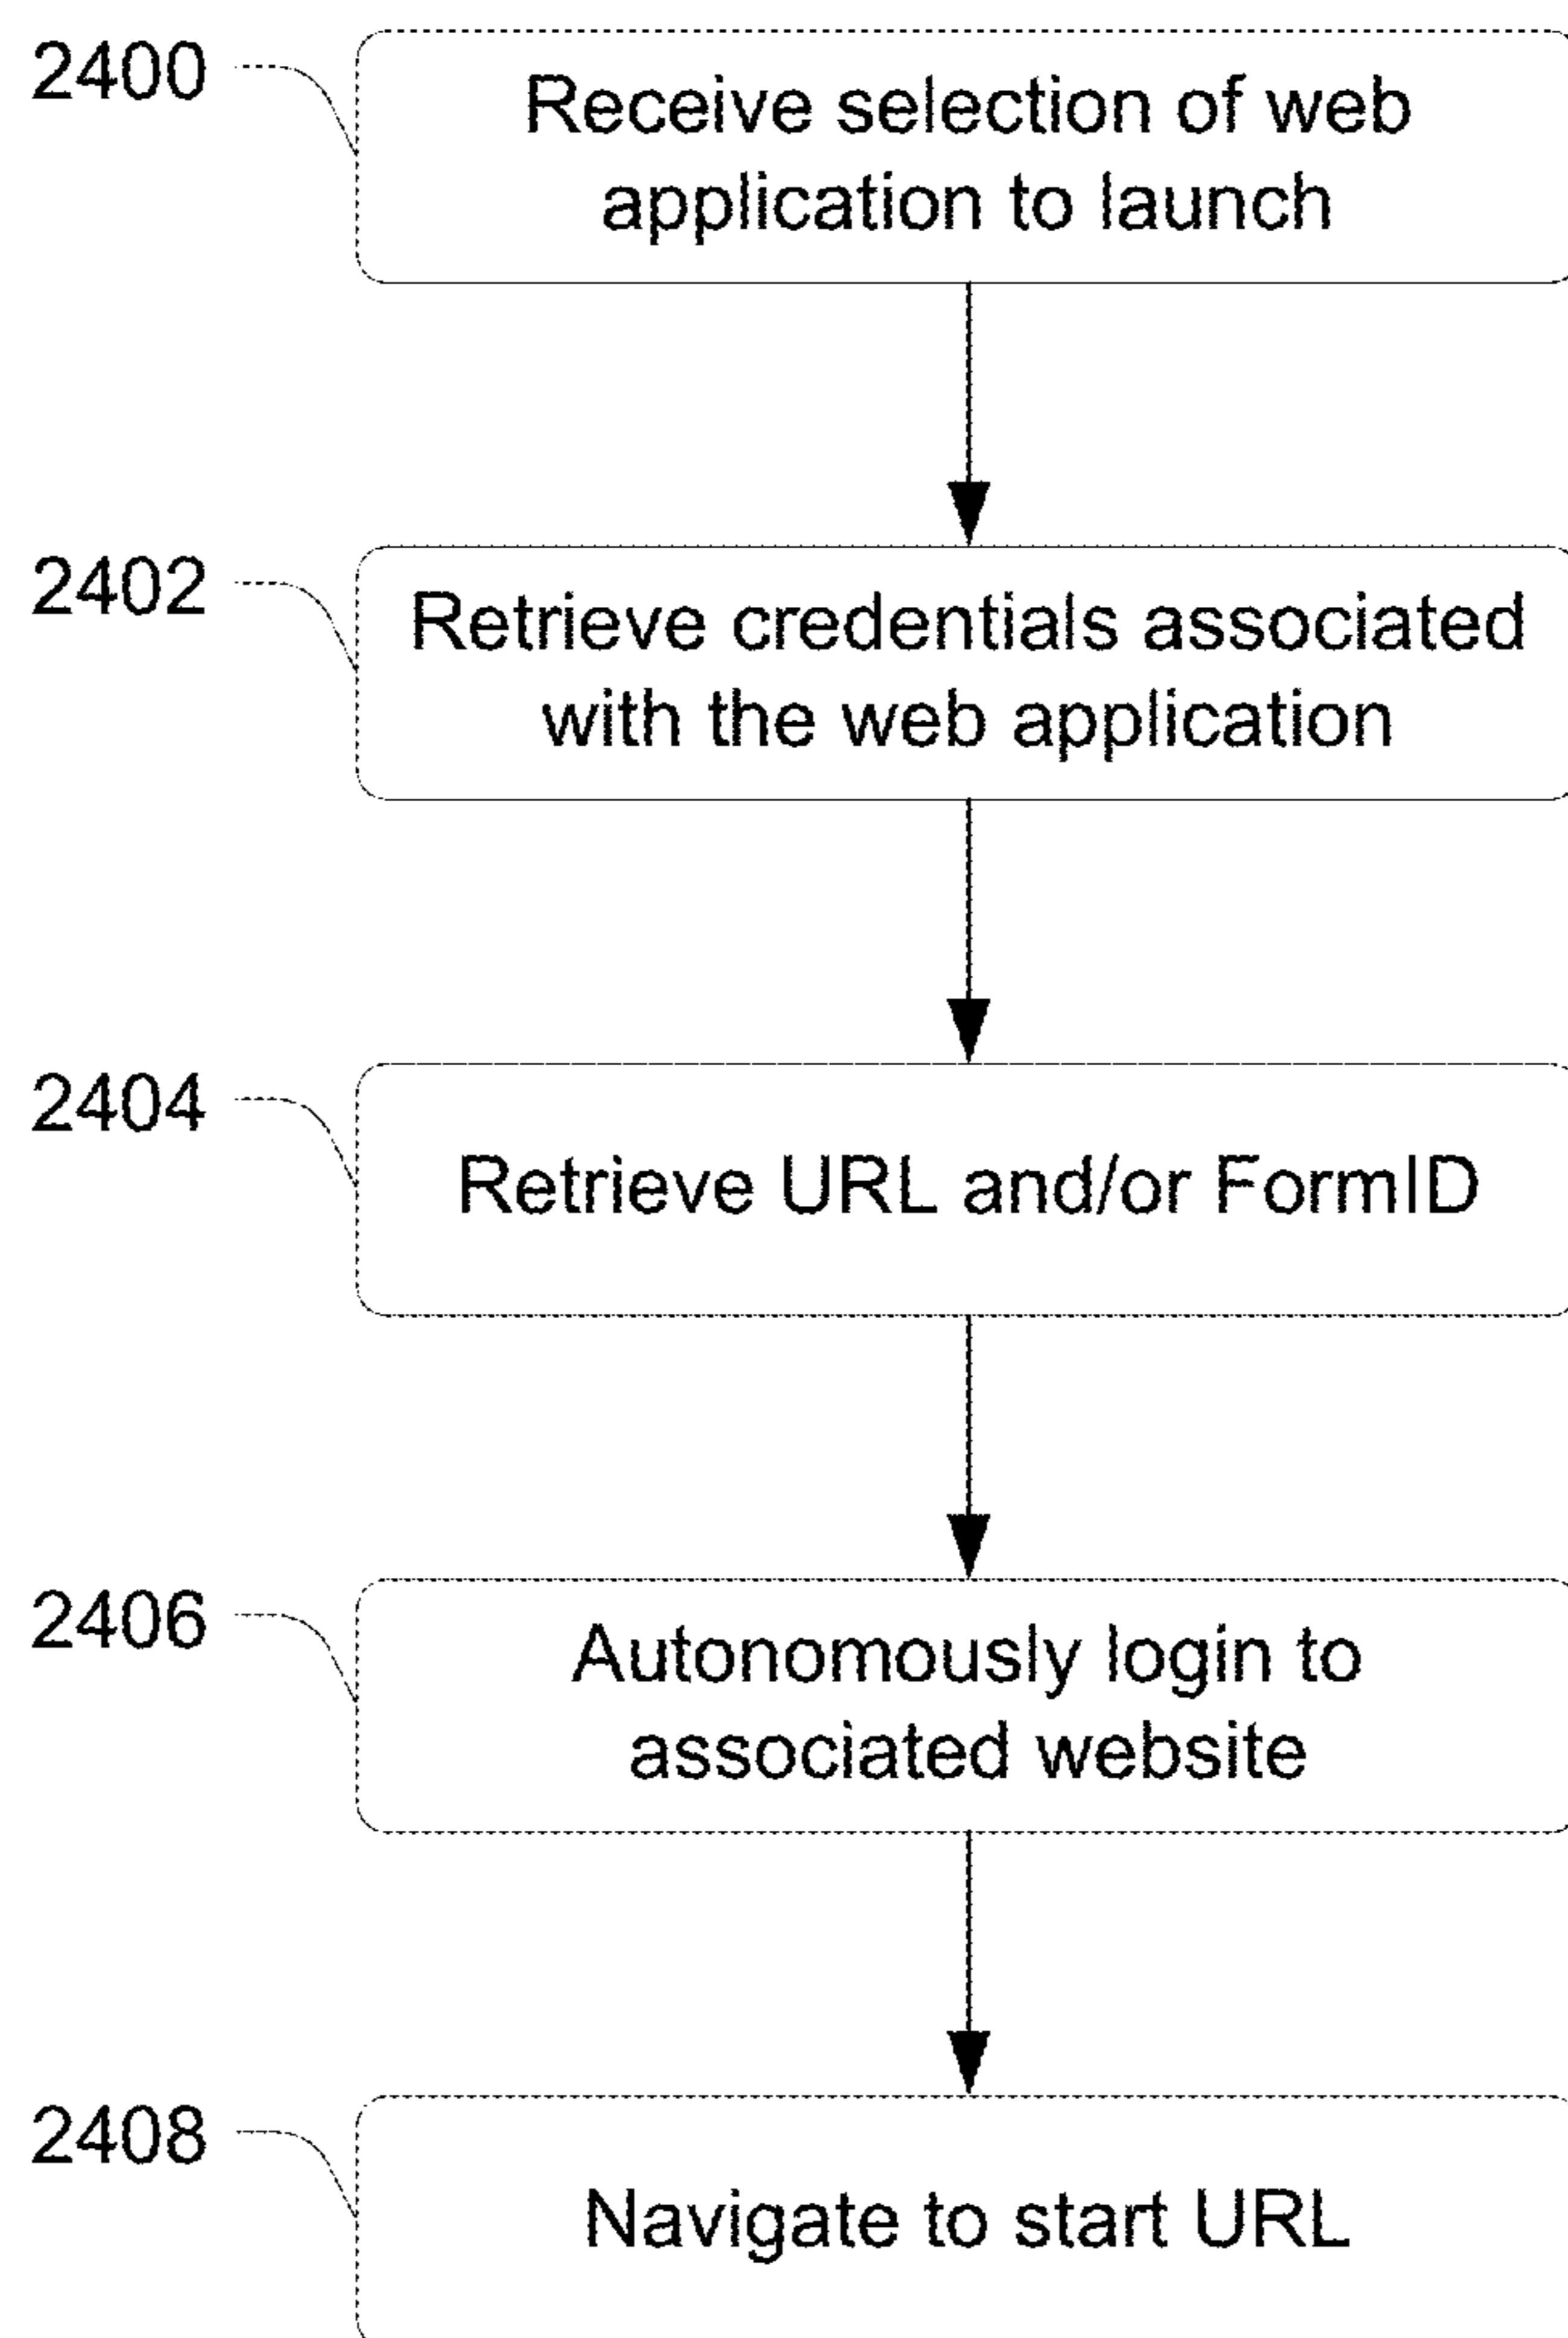 2400
Receive selection of web
application to launch
2402
Retrieve credentials associated
with the web application
2404
Retrieve URL and/or FormID
2406
Autonomously login to
associated website
2408
Navigate to start URL